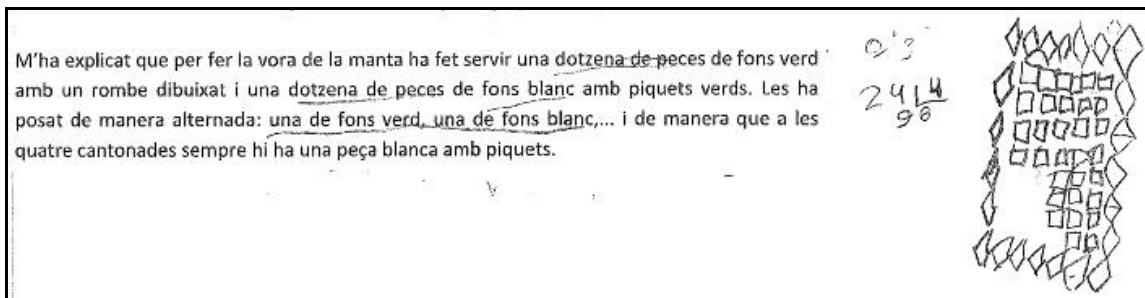 M'ha explicat que per fer la vora de la manta ha fet servir una dotzena de peces de fons verd
amb un rombe dibuixat i una dotzena de peces de fons blanc amb piquets verds. Les ha
posat de manera alternada: una de fons verd, una de fons blanc,... i de manera que a les
quatre cantonades sempre hi ha una peça blanca amb piquets.